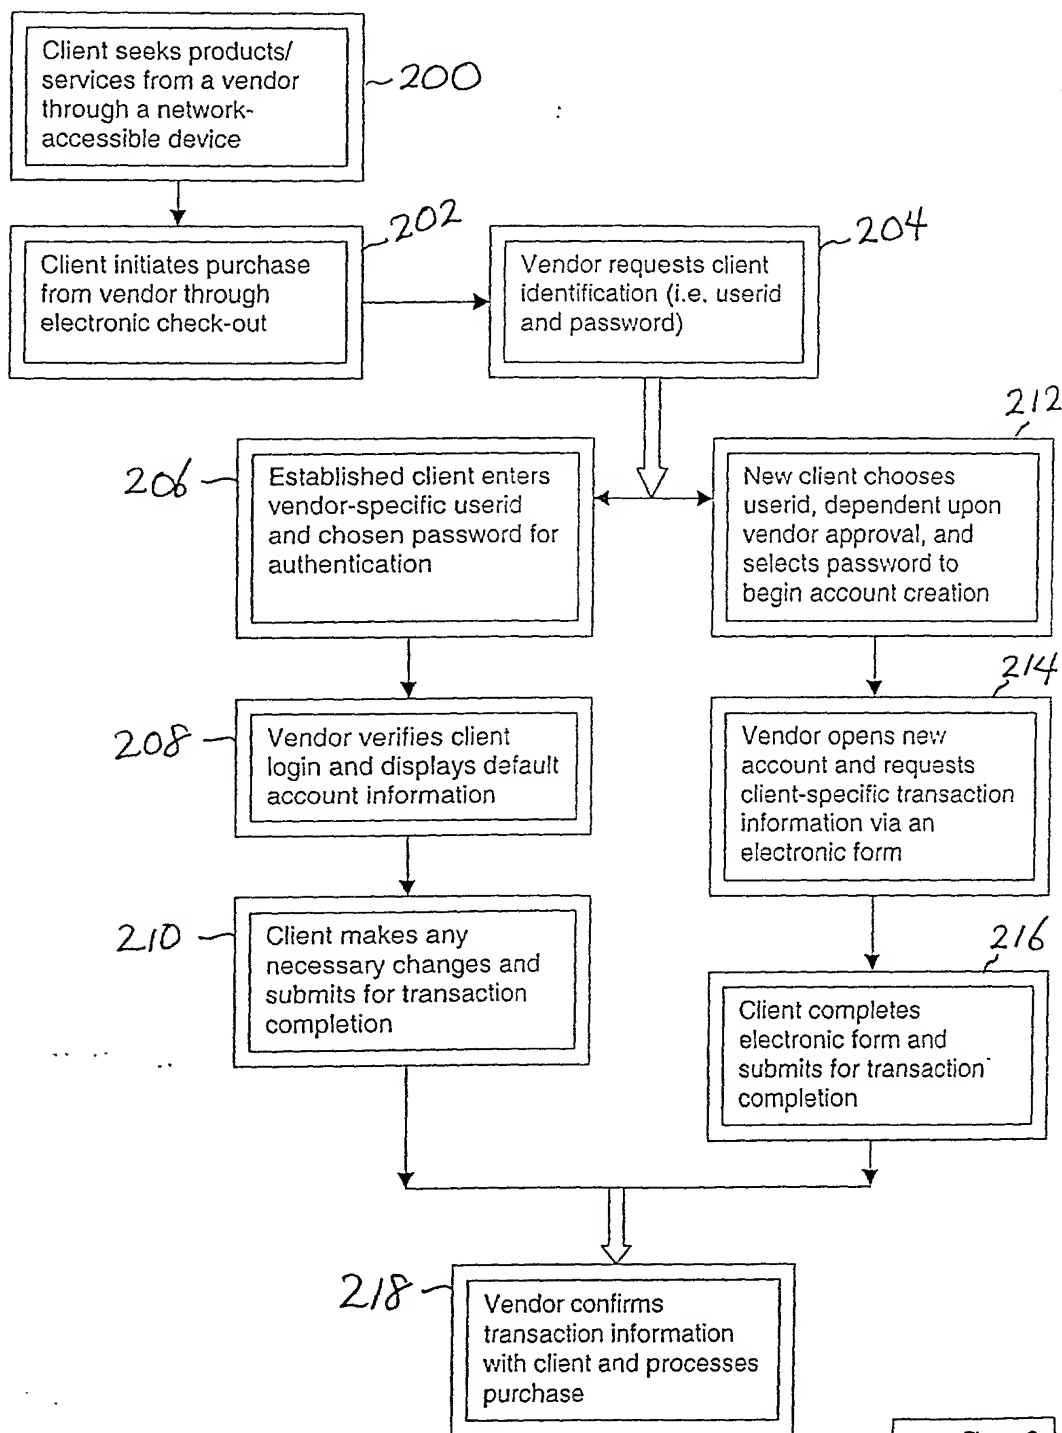 Client seeks products/
services from a vendor
through a network-
accessible device
200
Client initiates purchase
from vendor through
electronic check-out
202
Vendor requests client
identification (i.e. userid
and password)
204
206
Established client enters
vendor-specific userid
and chosen password for
authentication
212
New client chooses
userid, dependent upon
vendor approval, and
selects password to
begin account creation
208
Vendor verifies client
login and displays default
account information
214
Vendor opens new
account and requests
client-specific transaction
information via an
electronic form
210
Client makes any
necessary changes and
submits for transaction
completion
216
Client completes
electronic form and
submits for transaction
completion
218
Vendor confirms
transaction information
with client and processes
purchase